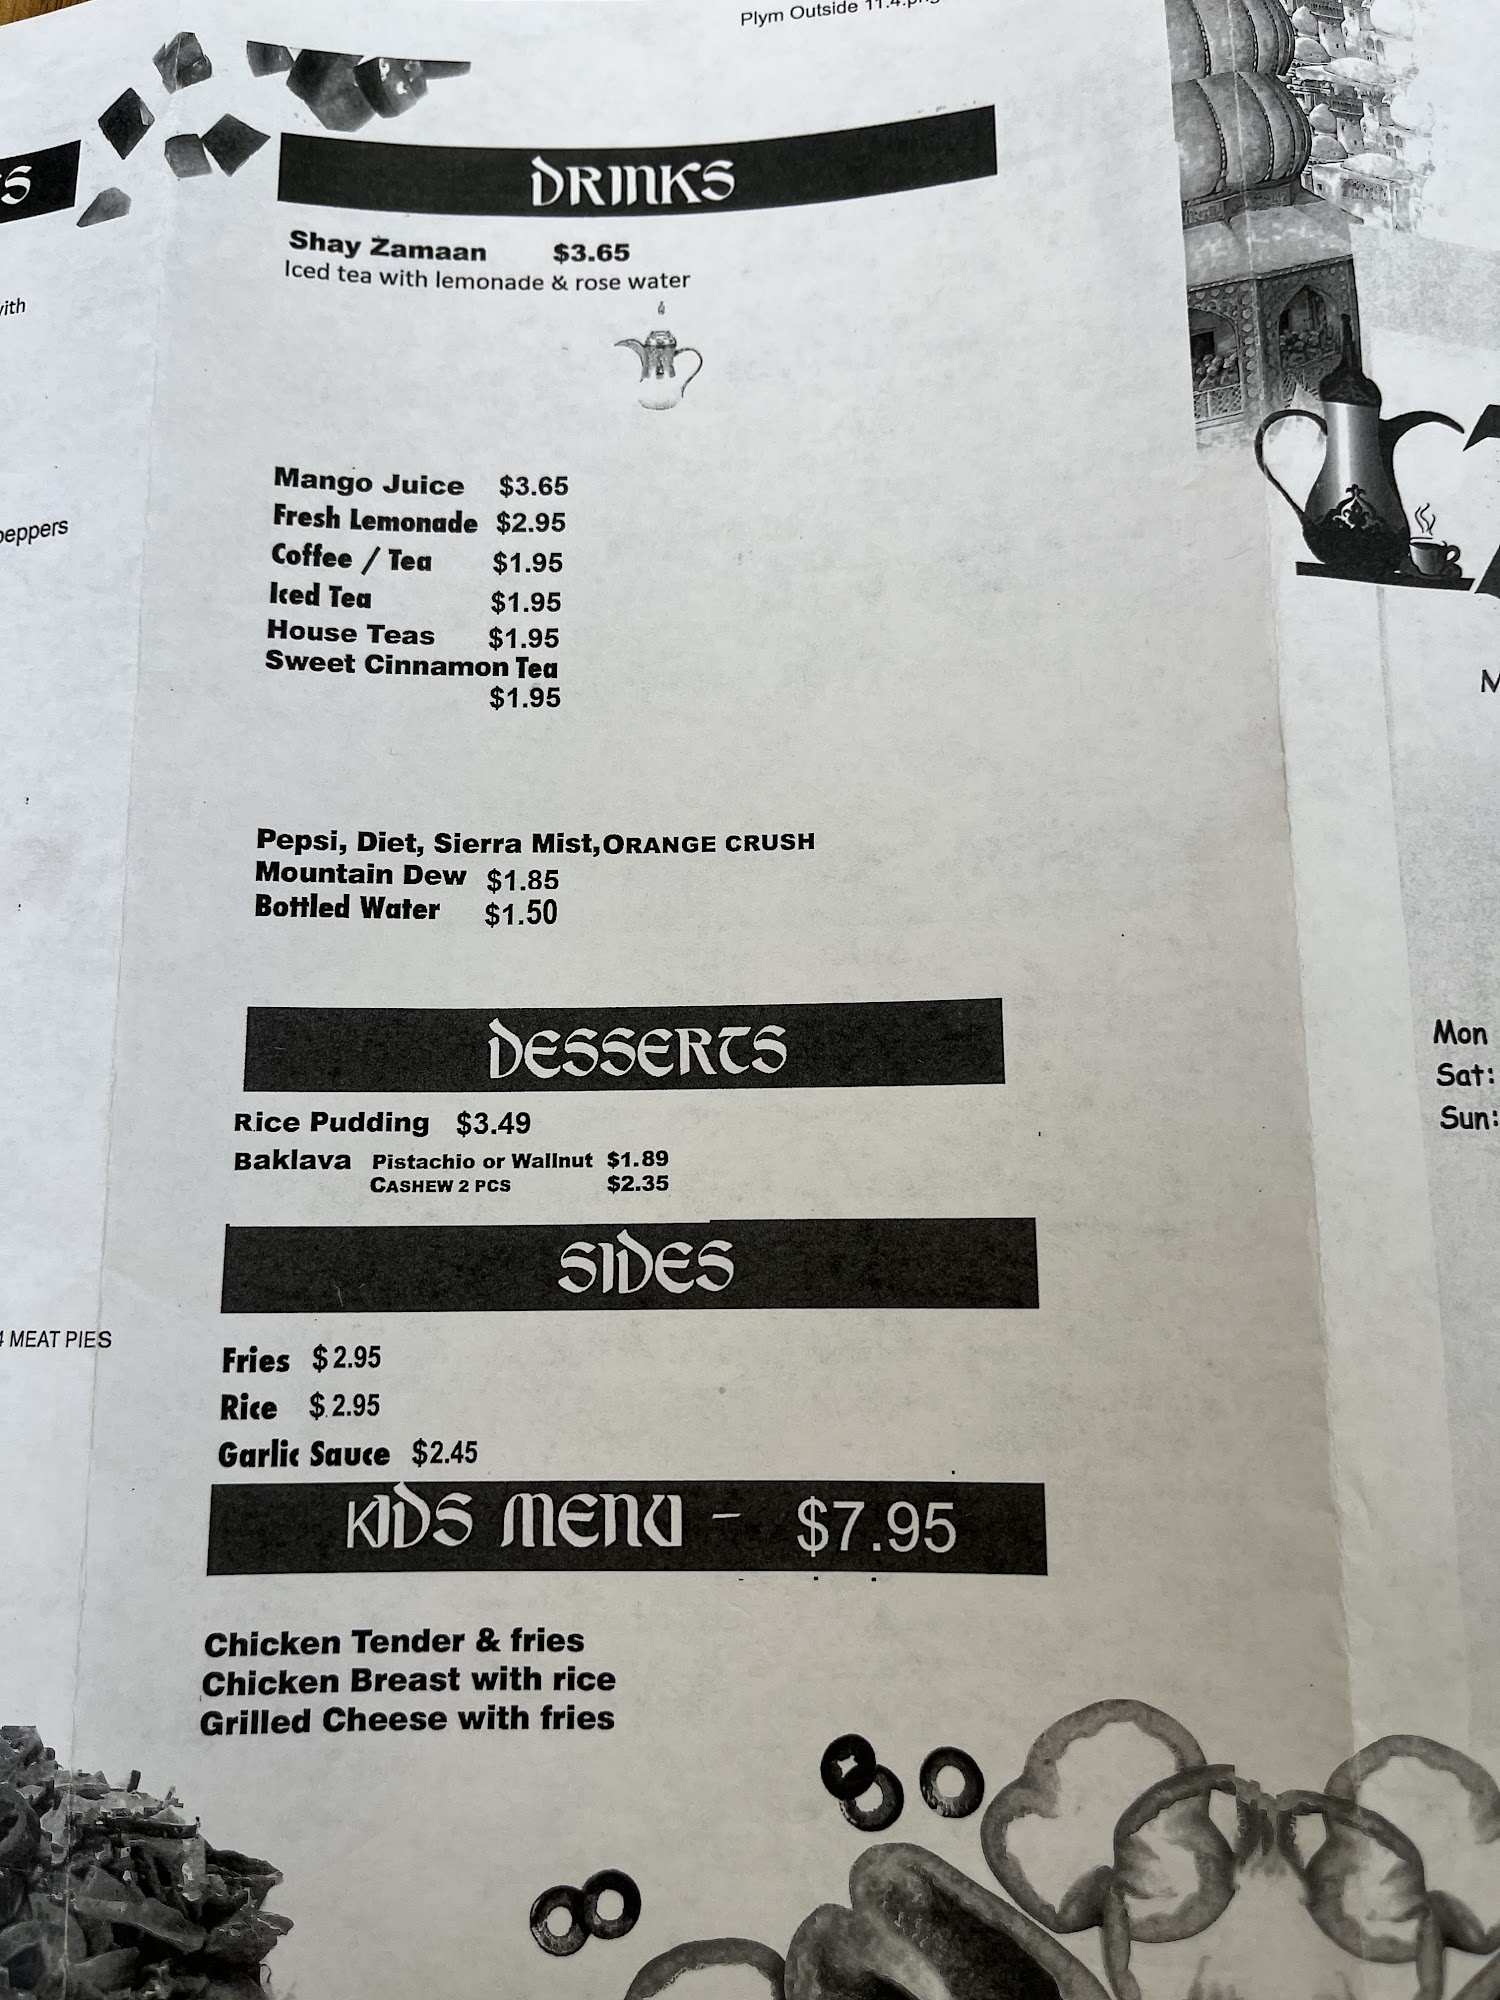 Plym Outside 11.4.png
S
with
peppers
4 MEAT PIES
DRINKS
Shay Zamaan $3.65
Iced tea with lemonade & rose water
Mango Juice $3.65
Fresh Lemonade $2.95
Coffee / Tea $1.95
Iced Tea $1.95
House Teas $1.95
Sweet Cinnamon Tea
$1.95
Pepsi, Diet, Sierra Mist,ORANGE CRUSH
Mountain Dew $1.85
Bottled Water $1.50
DESSERTS
Rice Pudding $3.49
Baklava Pistachio or Wallnut $1.89
CASHEW 2 PCS $2.35
SIDES
Fries $2.95
Rice $.2.95
Garlic Sauce $2.45
KIDS MENU - $7.95
Chicken Tender & fries
Chicken Breast with rice
Grilled Cheese with fries
M
Mon
Sat:
Sun: